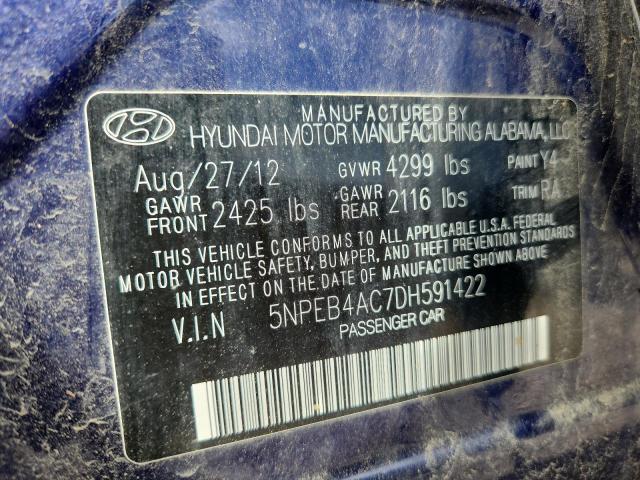 MANUFACTURED BY
HYUNDAI MOTOR MANUFACTURING ALABAMA, LLC
Aug/27/12 GVWR 4299 lbs PAINT Y4
GAWR FRONT 2425 lbs GAWR REAR 2116 lbs TRIM RA
THIS VEHICLE CONFORMS TO ALL APPLICABLE U.S.A. FEDERAL
MOTOR VEHICLE SAFETY, BUMPER, AND THEFT PREVENTION STANDARDS
IN EFFECT ON THE DATE OF MANUFACTURE SHOWN ABOVE
V.I.N 5NPEB4AC7DH591422
PASSENGER CAR